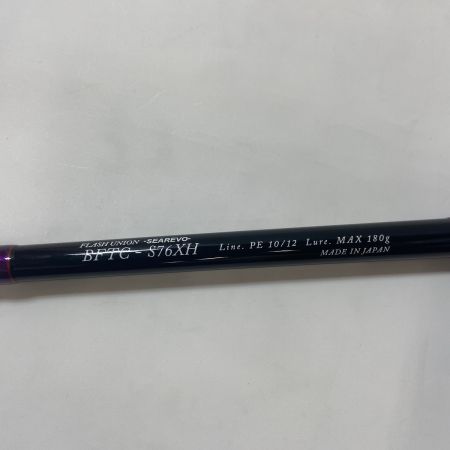 FLASH UNION -SEAREVO-
BFTC - S76XH Line. PE 10/12 Lure. MAX 180g
MADE IN JAPAN